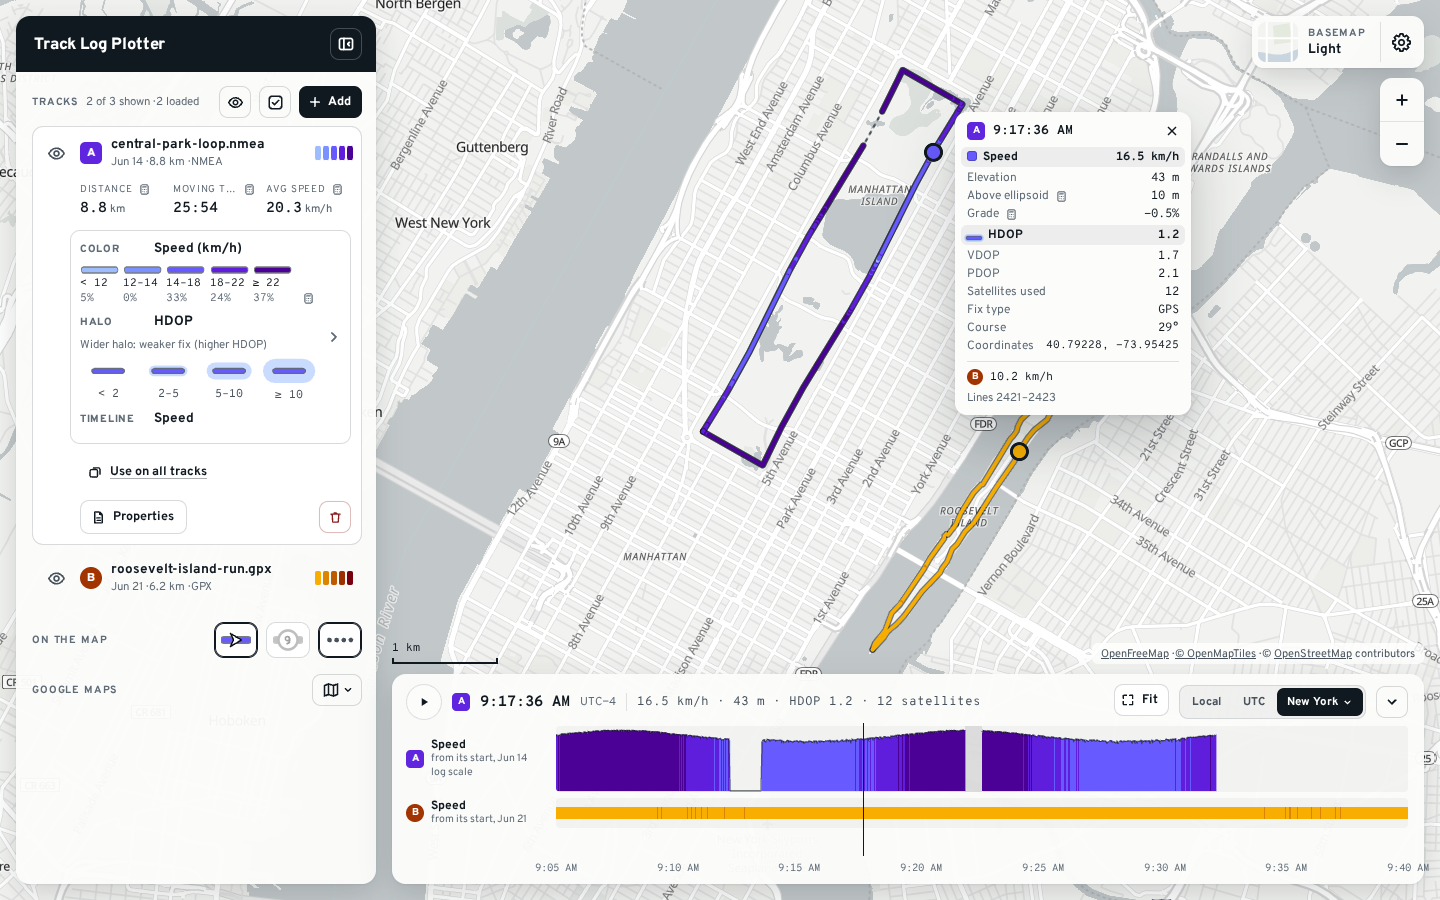 Track Log Plotter
TRACKS 2 of 3 shown · 2 loaded
Add
A central-park-loop.nmea
Jun 14 · 8.8 km · NMEA
DISTANCE MOVING T… AVG SPEED
8.8 km 25:54 20.3 km/h
COLOR Speed (km/h)
< 12 12–14 14–18 18–22 ≥ 22
5% 0% 33% 24% 37%
HALO HDOP
Wider halo: weaker fix (higher HDOP)
< 2 2–5 5–10 ≥ 10
TIMELINE Speed
Use on all tracks
Properties
B roosevelt-island-run.gpx
Jun 21 · 6.2 km · GPX
ON THE MAP
9
GOOGLE MAPS
Hoboken
North Bergen
Bergenline Avenue
River Road
Guttenberg
West New York
West End Avenue
Amsterdam Avenue
Columbus Avenue
MANHATTAN
ISLAND
9A
12th Avenue
10th Avenue
9th Avenue
8th Avenue
5th Avenue
Park Avenue
3rd Avenue
2nd Avenue
York Avenue
1st Avenue
MANHATTAN
FDR
ROOSEVELT
ISLAND
Vernon Boulevard
21st Stree
Crescent Street
31st Street
34th Avenue
35th Avenue
Steinway Street
GCP
25A
FDR
RANDALLS AND
WARDS ISLANDS
Avenue
River
BASEMAP
Light
+
−
A 9:17:36 AM
Speed 16.5 km/h
Elevation 43 m
Above ellipsoid 10 m
Grade −0.5%
HDOP 1.2
VDOP 1.7
PDOP 2.1
Satellites used 12
Fix type GPS
Course 29°
Coordinates 40.79228, −73.95425
B 10.2 km/h
Lines 2421–2423
1 km
OpenFreeMap · © OpenMapTiles · © OpenStreetMap contributors
A 9:17:36 AM UTC−4 16.5 km/h · 43 m · HDOP 1.2 · 12 satellites
Fit
Local UTC New York
A Speed
from its start, Jun 14
log scale
B Speed
from its start, Jun 21
9:05 AM 9:10 AM 9:15 AM 9:20 AM 9:25 AM 9:30 AM 9:35 AM 9:40 AM